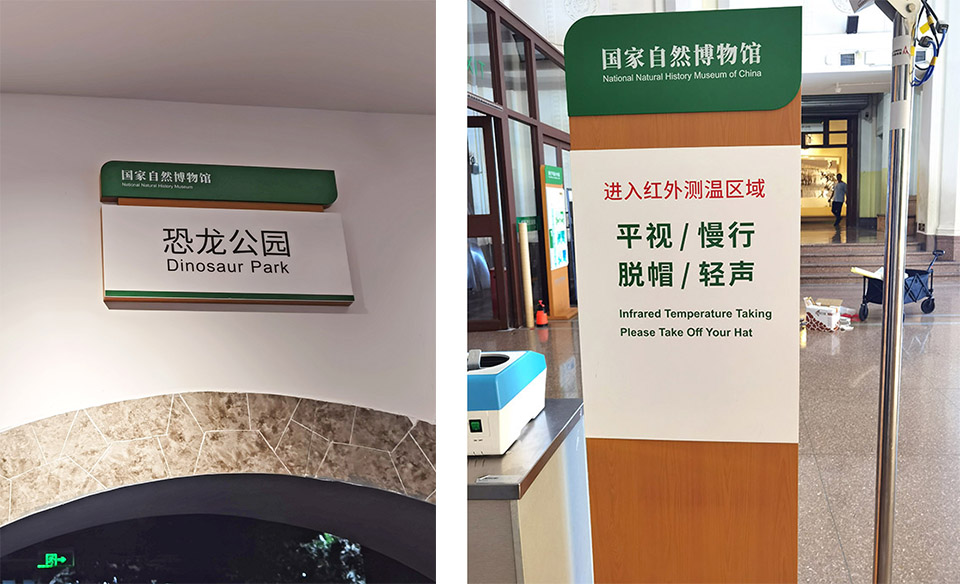 国家自然博物馆
National Natural History Museum
恐龙公园
Dinosaur Park
国家自然博物馆
National Natural History Museum of China
进入红外测温区域
平视 / 慢行
脱帽 / 轻声
Infrared Temperature Taking
Please Take Off Your Hat